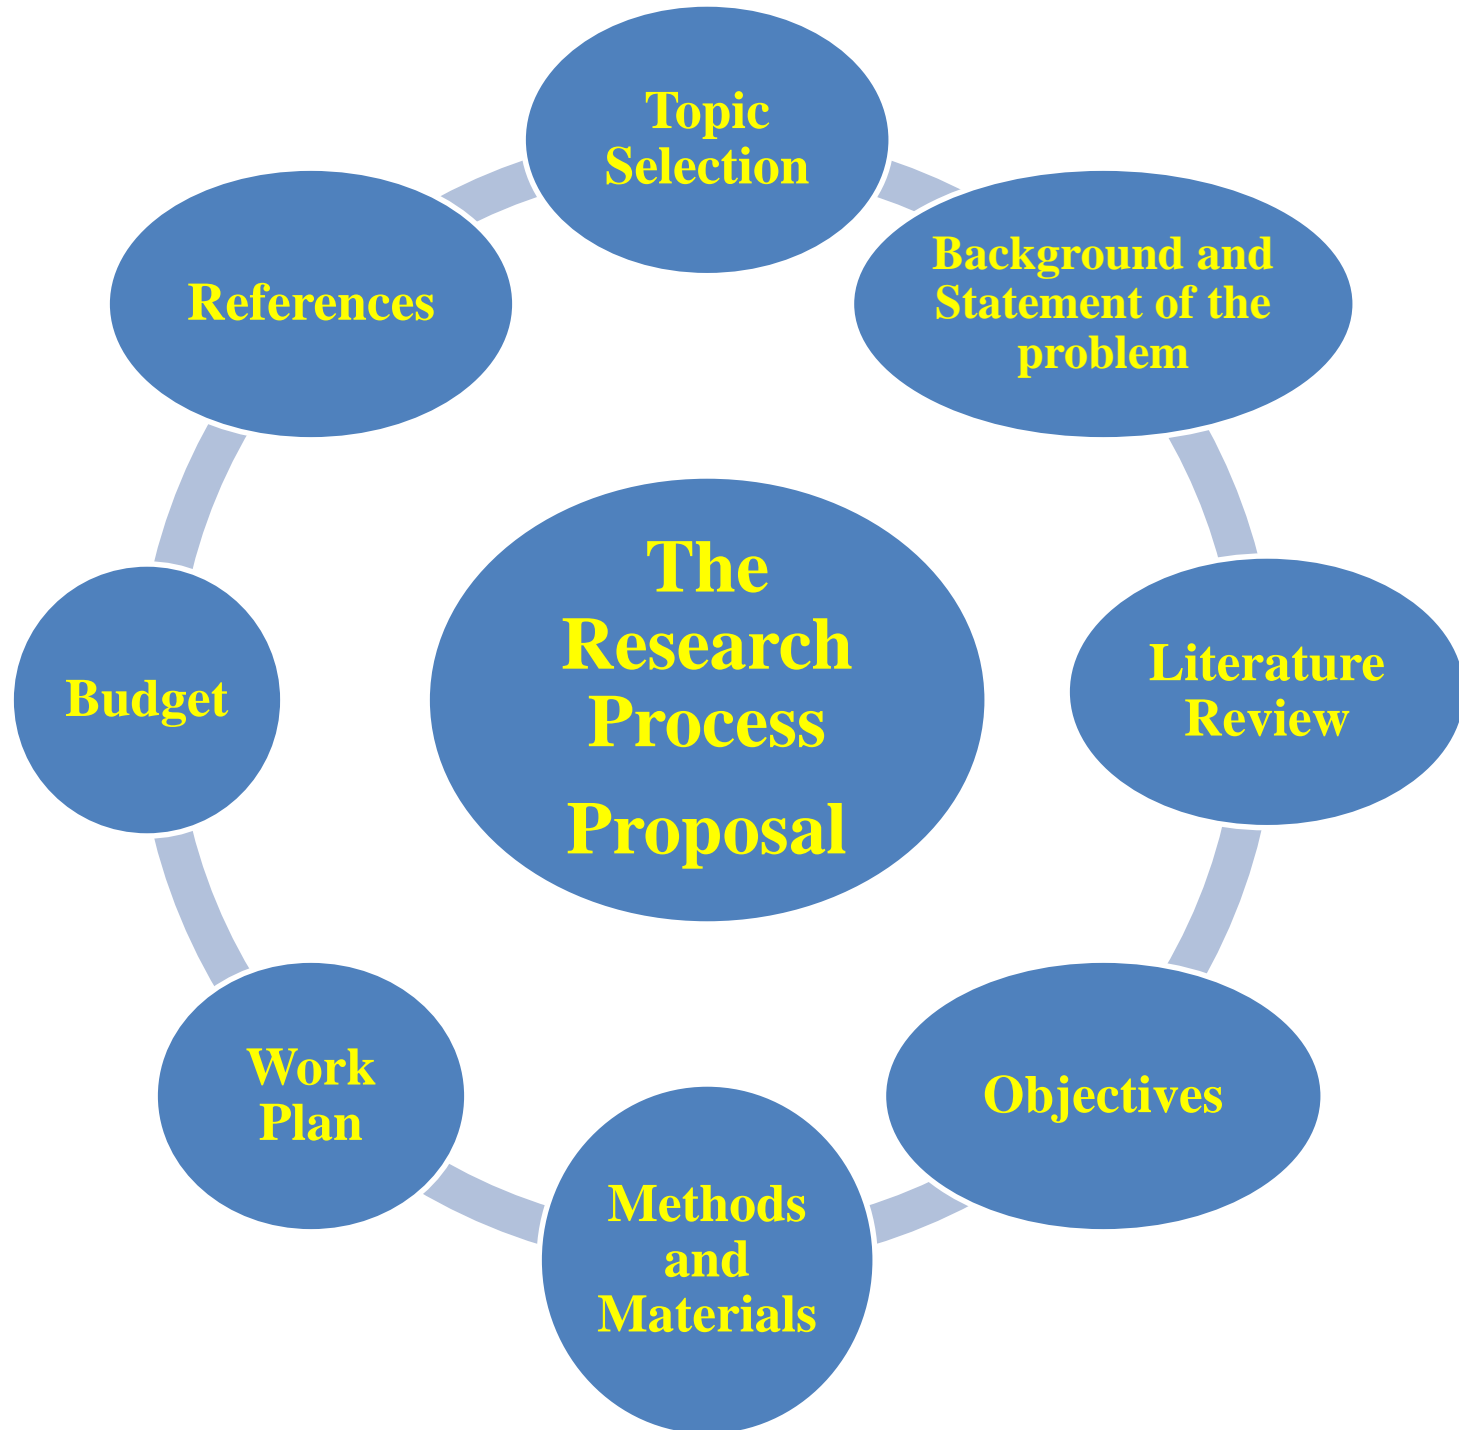 Topic
Selection
Background and
Statement of the
problem
Literature
Review
Objectives
Methods
and
Materials
Work
Plan
Budget
References
The
Research
Process
Proposal